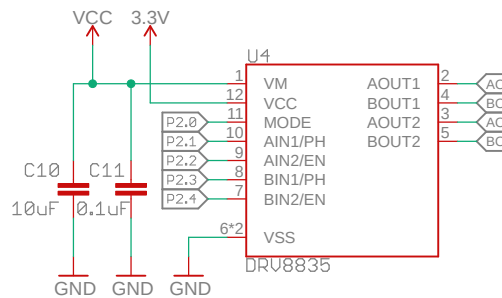 VCC 3.3V
U4
1 VM AOUT1 2
12 VCC BOUT1 4
P2.0 11 MODE AOUT2 3
P2.1 10 AIN1/PH BOUT2 5
P2.2 9 AIN2/EN
P2.3 8 BIN1/PH
P2.4 7 BIN2/EN
C10 C11
10uF 0.1uF
6*2 VSS
DRV8835
GND GND GND